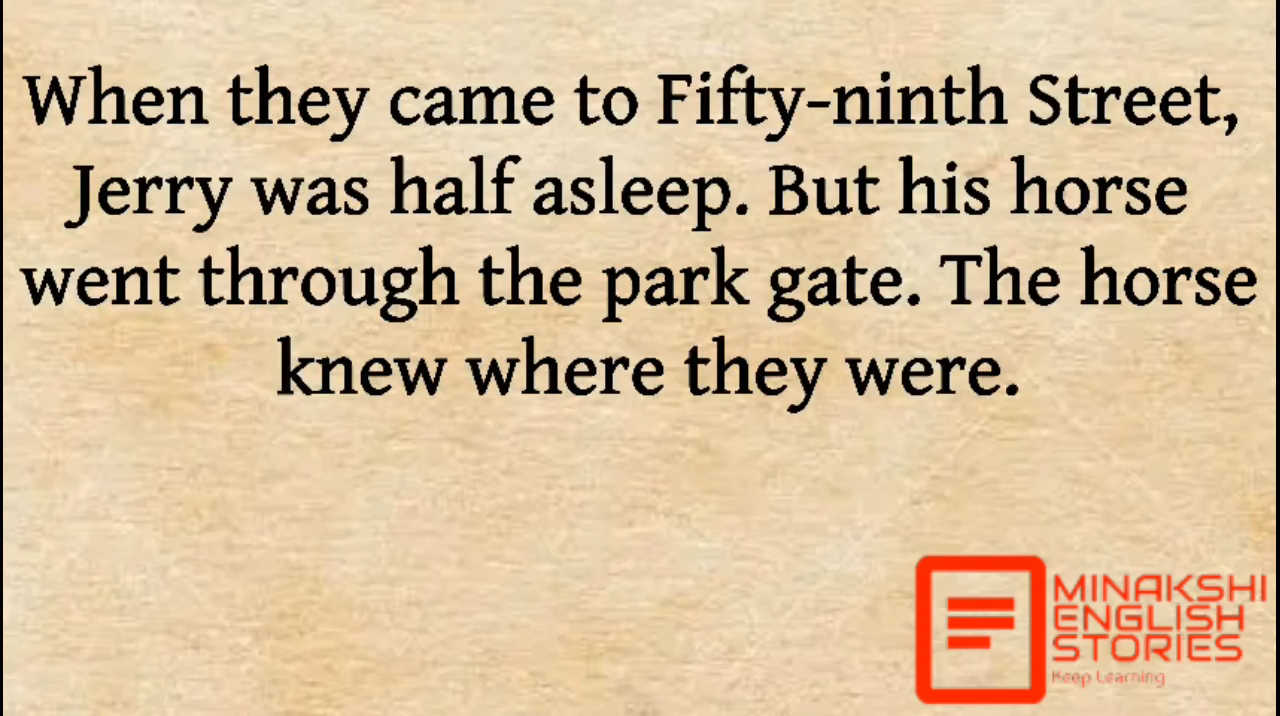 When they came to Fifty-ninth Street,
Jerry was half asleep. But his horse
went through the park gate. The horse
knew where they were.
MINAKSHI
ENGLISH
STORIES
Keep Learning